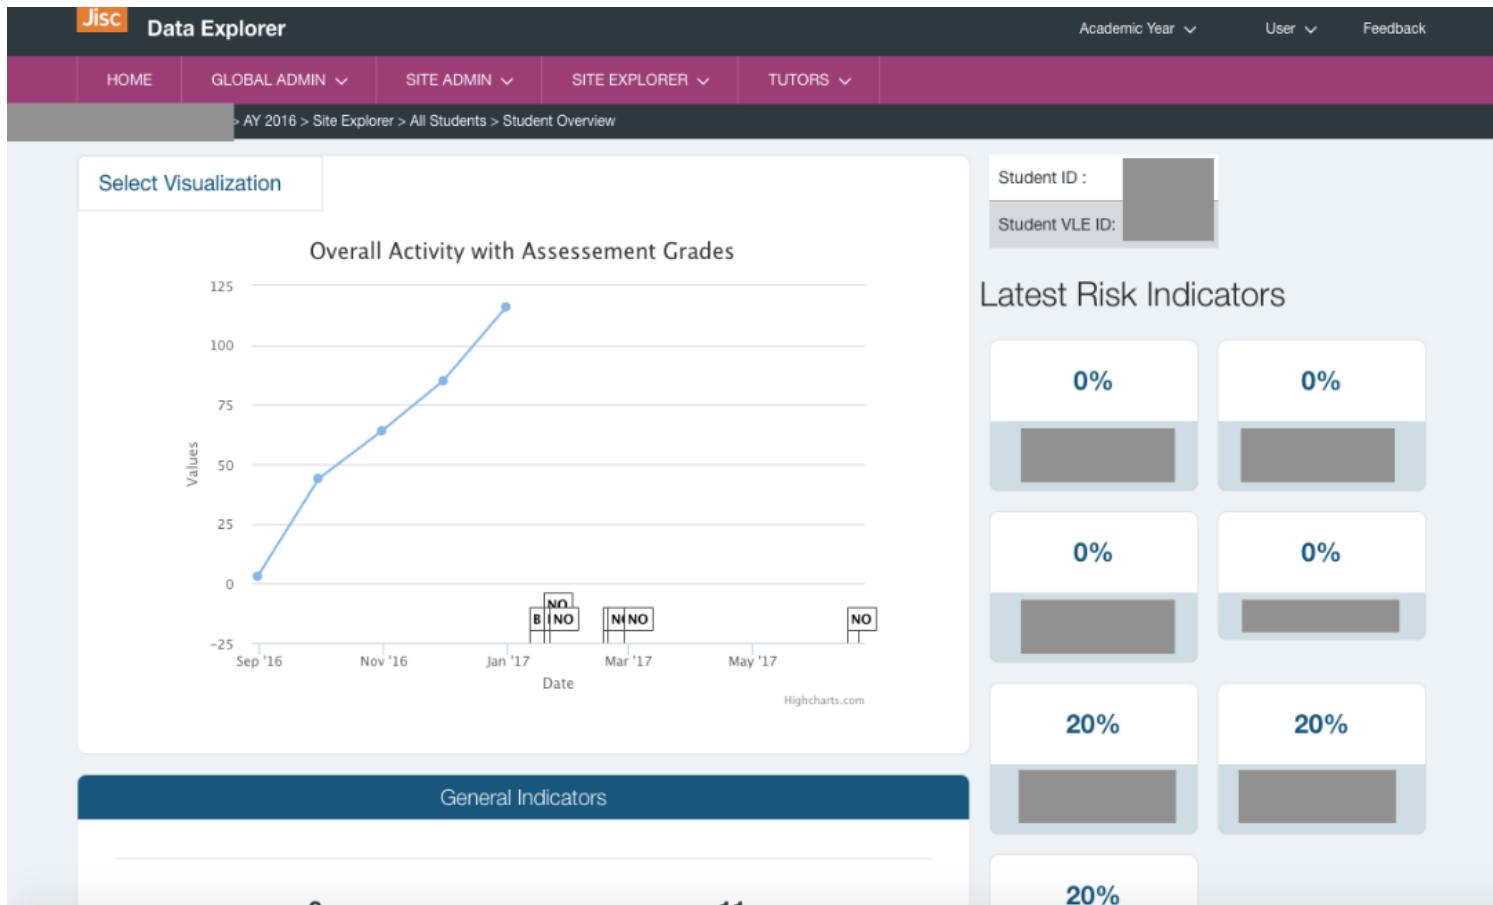 Jisc
Data Explorer
Academic Year
User
Feedback
HOME
GLOBAL ADMIN
SITE ADMIN
SITE EXPLORER
TUTORS
> AY 2016 > Site Explorer > All Students > Student Overview
Select Visualization
Student ID :
Student VLE ID:
Overall Activity with Assessement Grades
125
100
75
50
25
0
-25
Values
NO
B
NO
NO
NO
Sep '16
Nov '16
Jan '17
Mar '17
May '17
Date
Highcharts.com
Latest Risk Indicators
0%
0%
0%
0%
20%
20%
20%
General Indicators